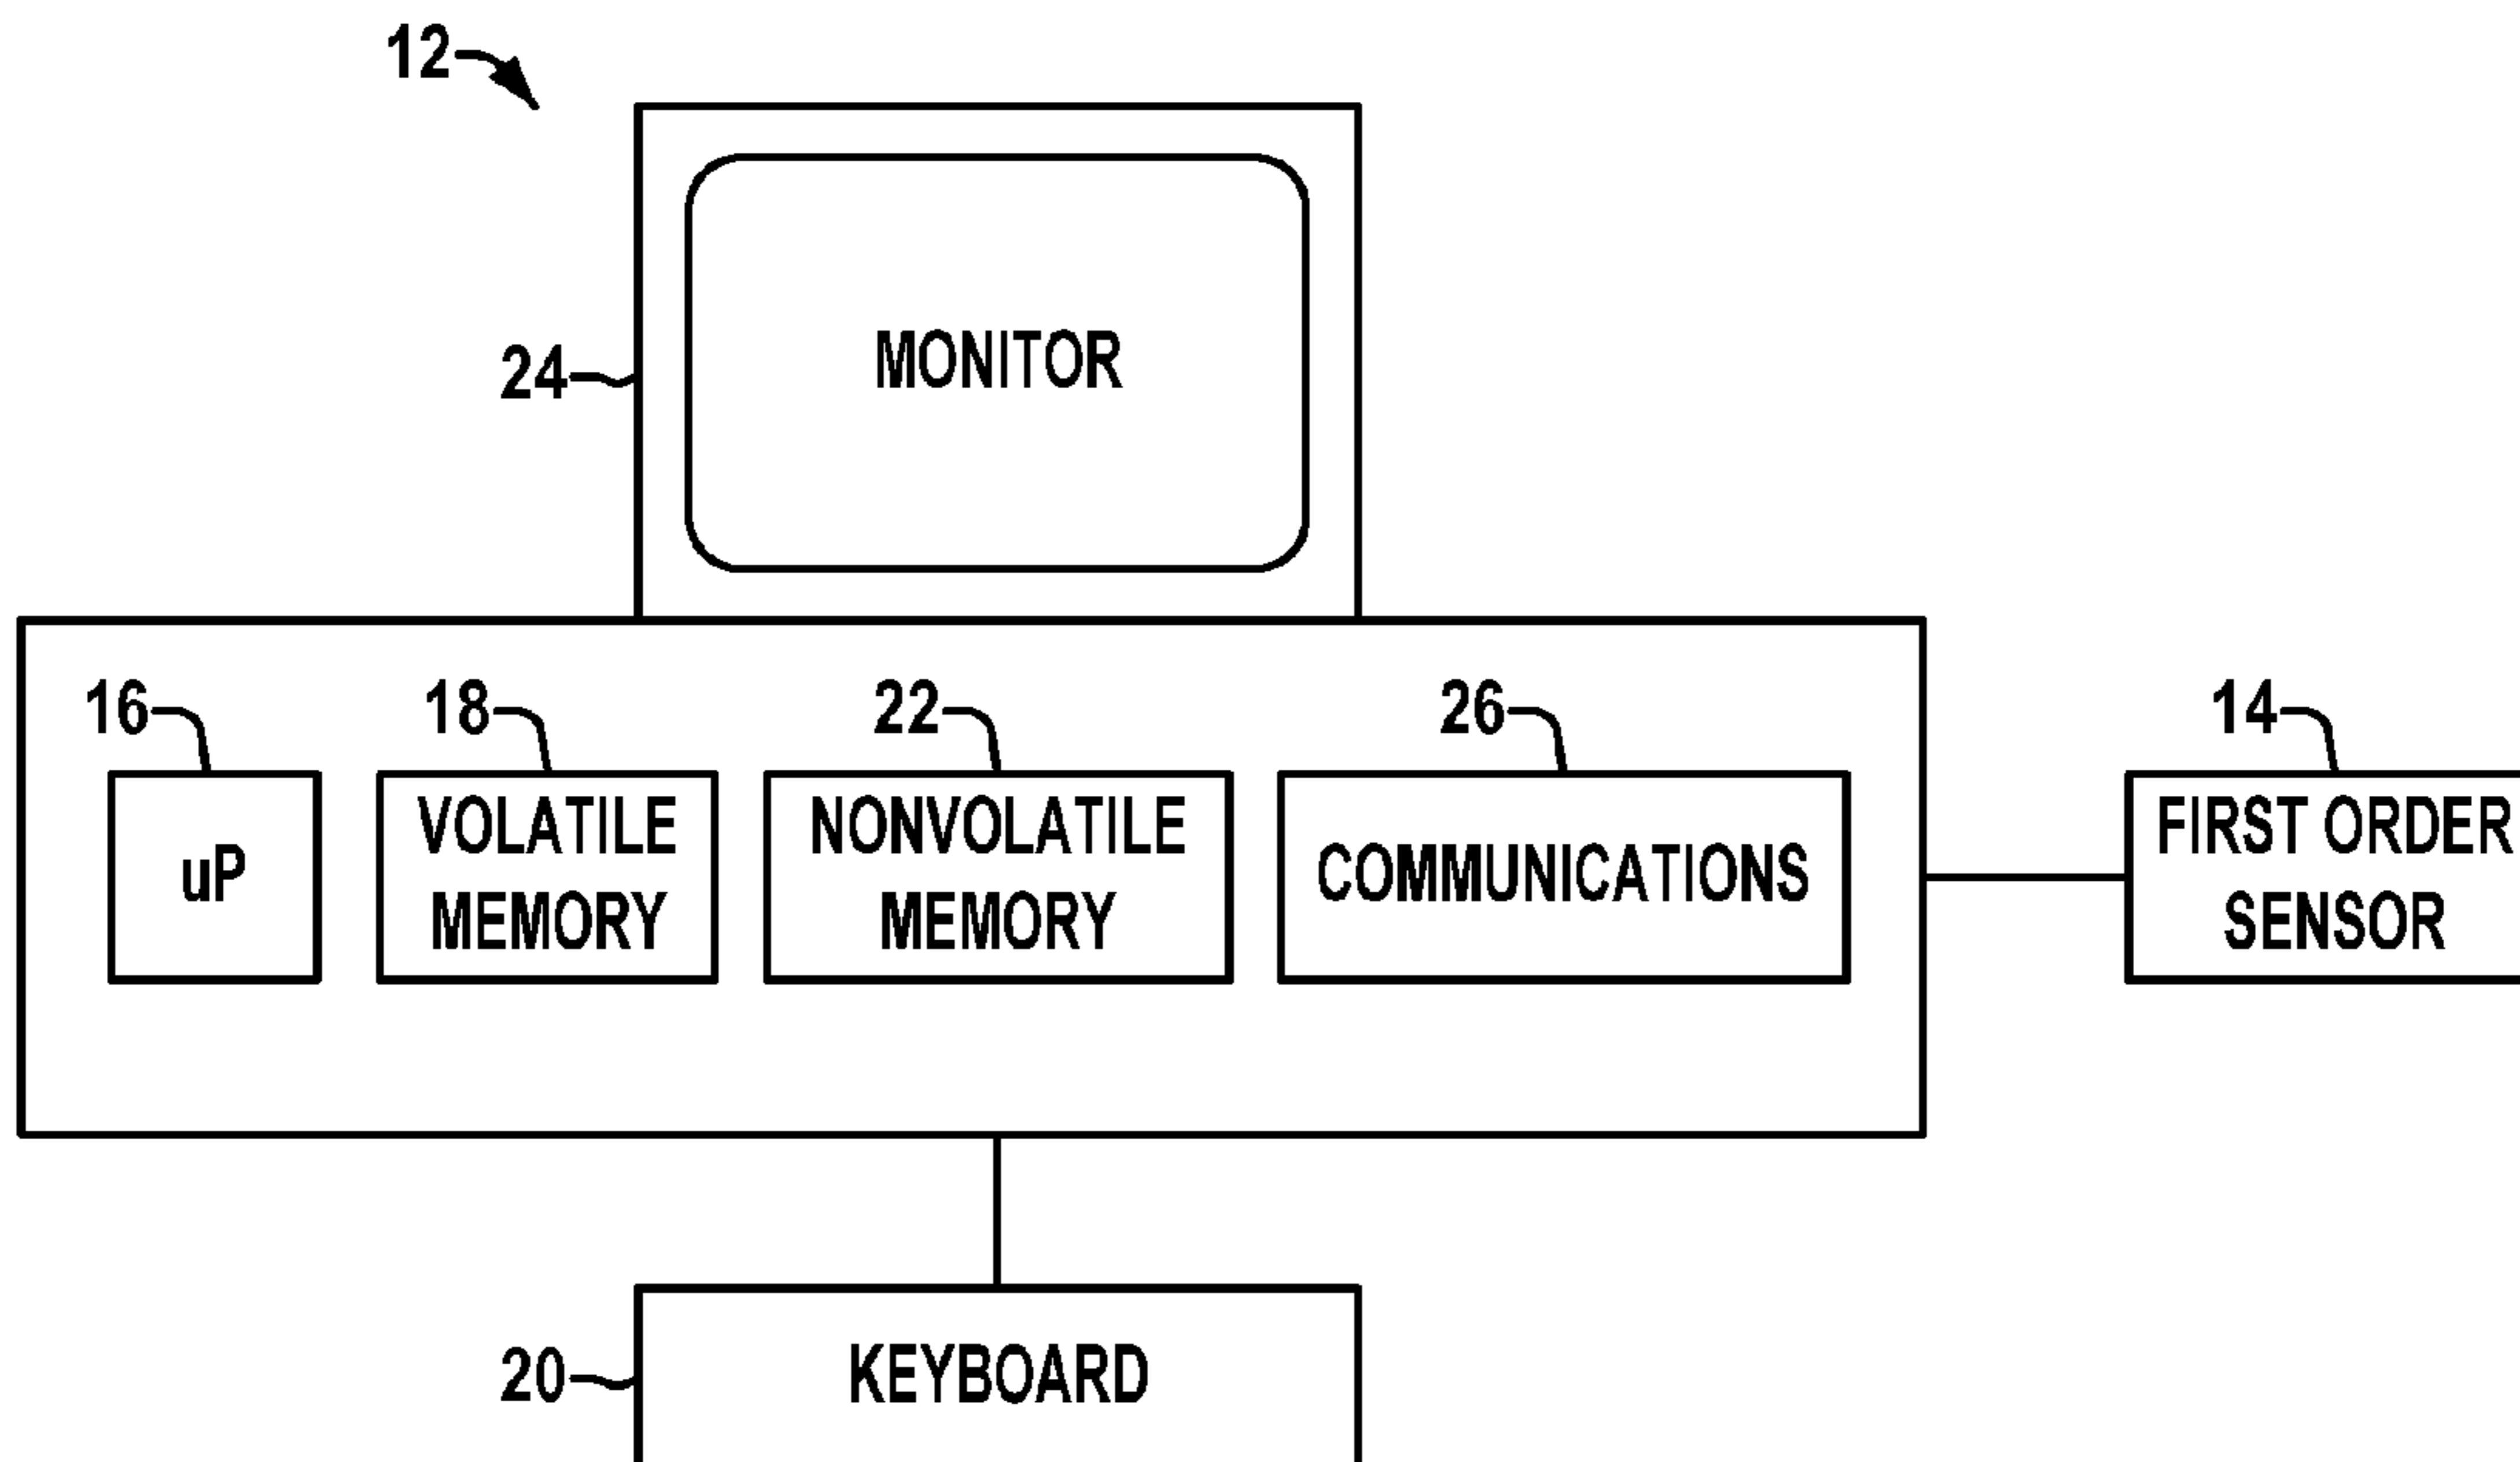 12
MONITOR
24
16
18
22
26
14
uP
VOLATILE
MEMORY
NONVOLATILE
MEMORY
COMMUNICATIONS
FIRST ORDER
SENSOR
20
KEYBOARD